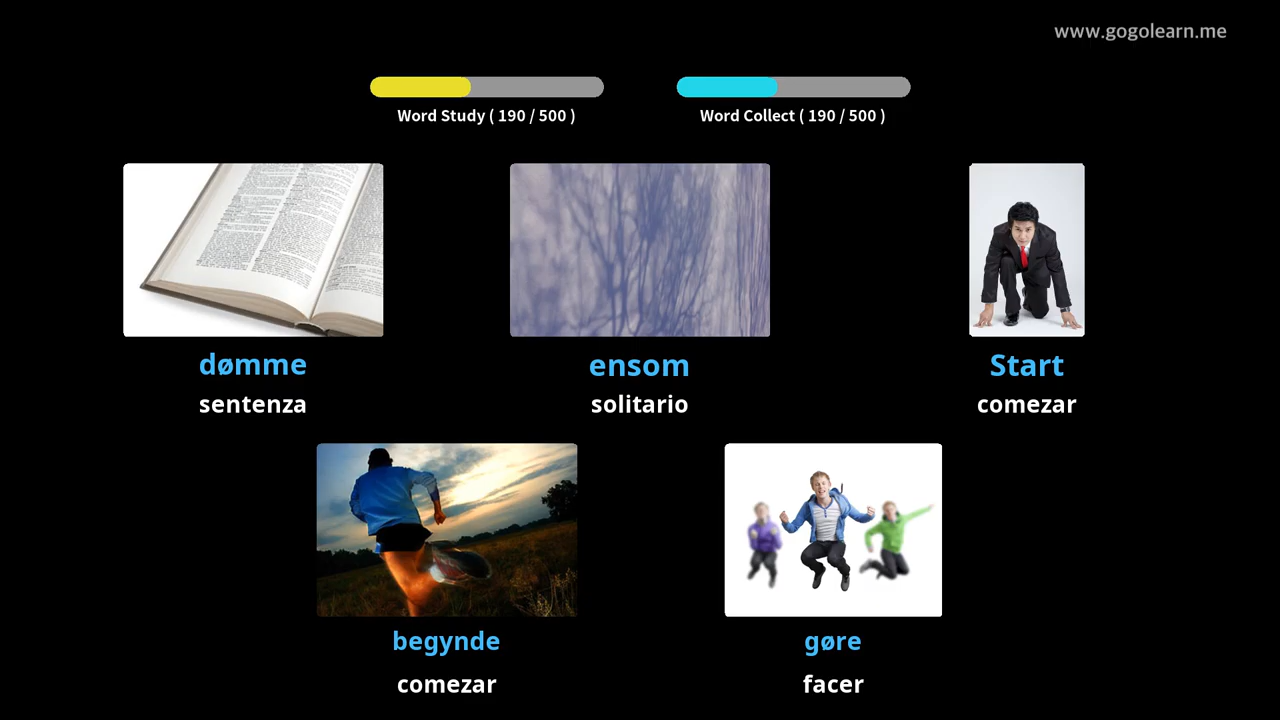 www.gogolearn.me
Word Study ( 190 / 500 )
Word Collect ( 190 / 500 )
dømme
sentenza
ensom
solitario
Start
comezar
begynde
comezar
gøre
facer